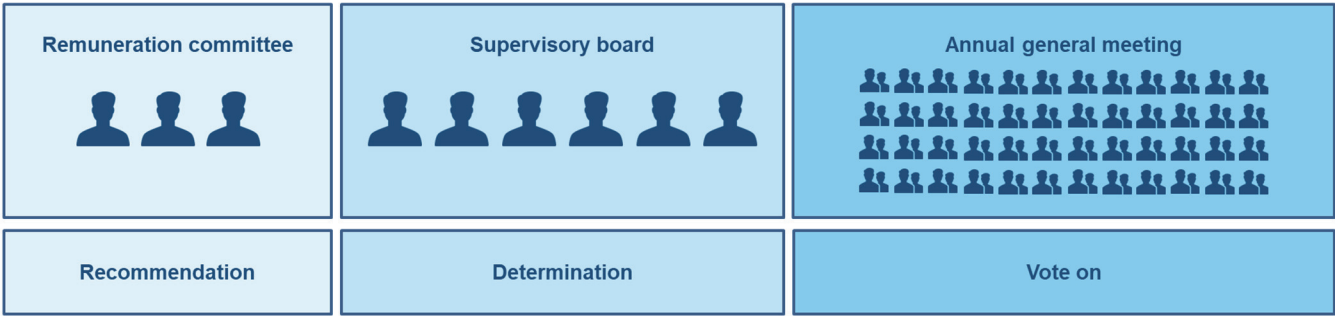 Remuneration committee
Supervisory board
Annual general meeting
Recommendation
Determination
Vote on